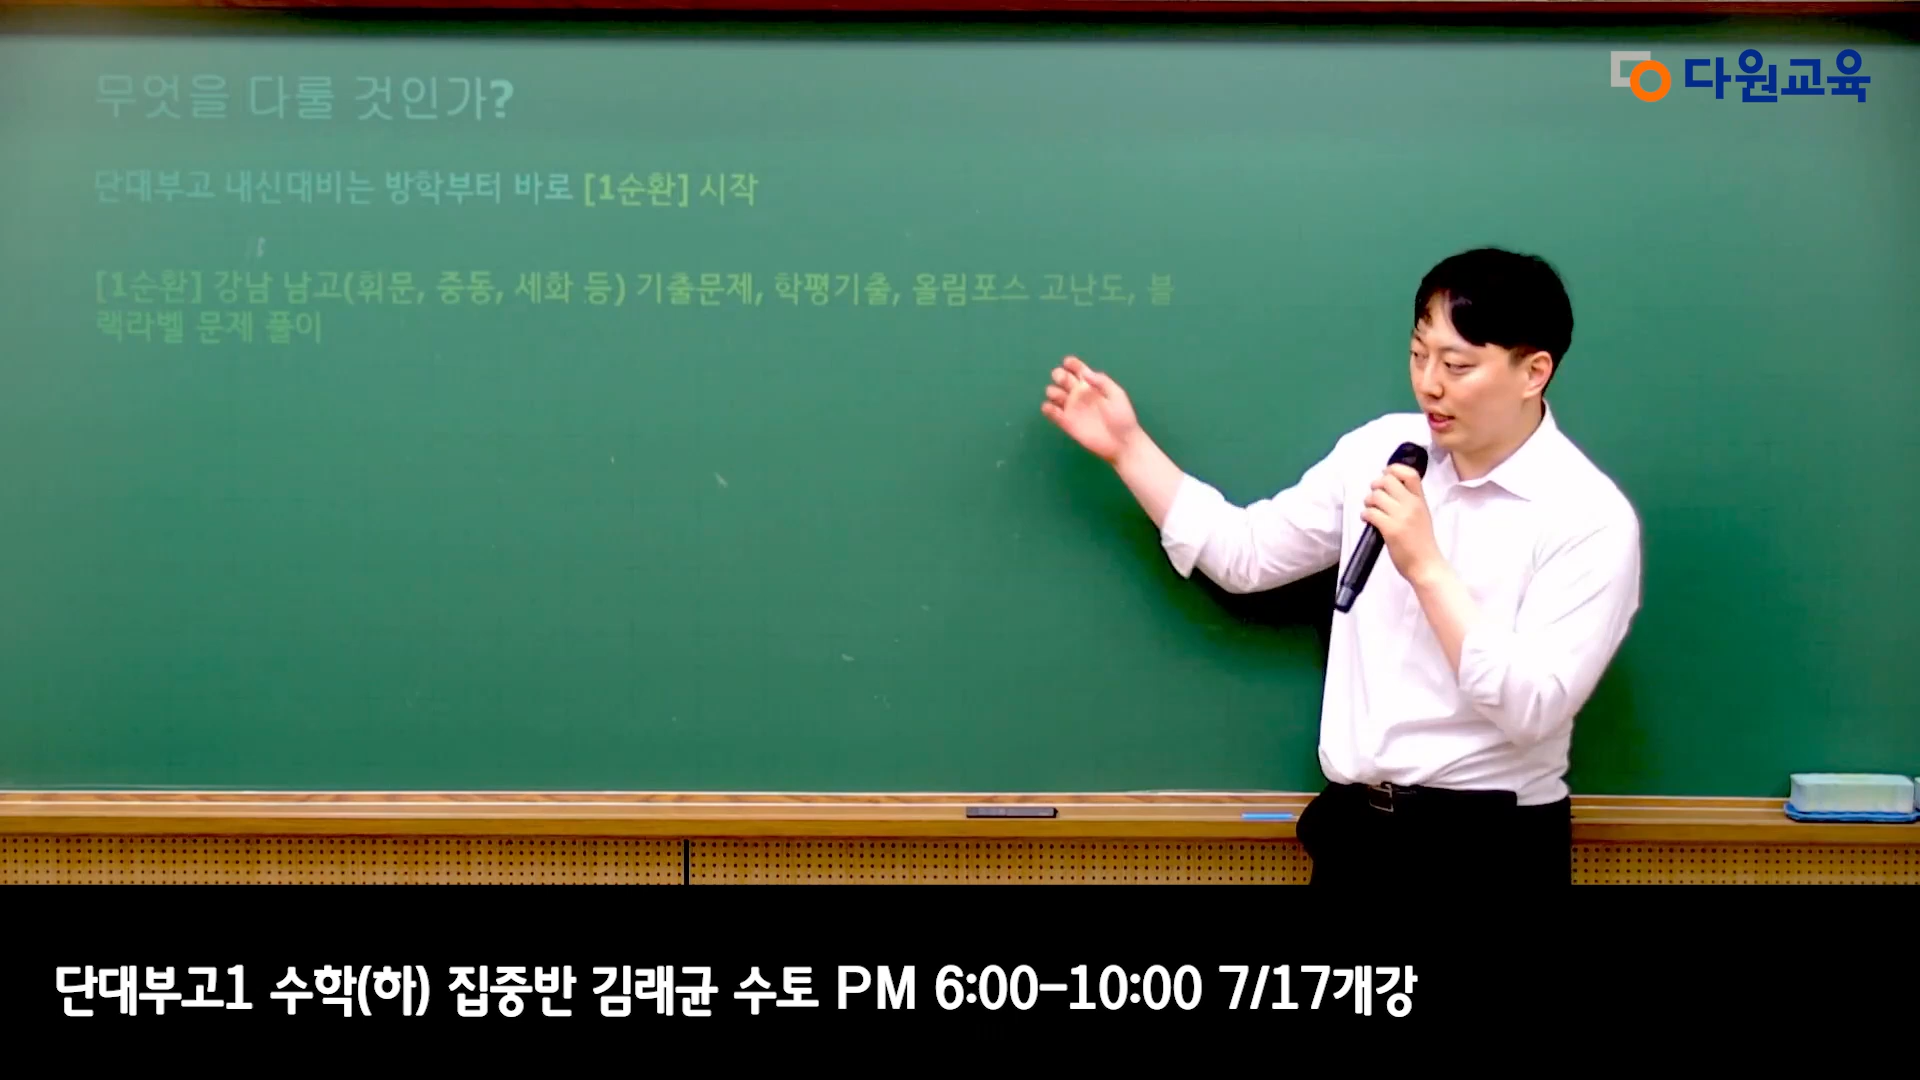 다원교육
무엇을 다룰 것인가?
단대부고 내신대비는 방학부터 바로 [1순환] 시작
[1순환] 강남 남고(휘문, 중동, 세화 등) 기출문제, 학평기출, 올림포스 고난도, 블
랙라벨 문제 풀이
단대부고1 수학(하) 집중반 김래균 수토 PM 6:00-10:00 7/17개강